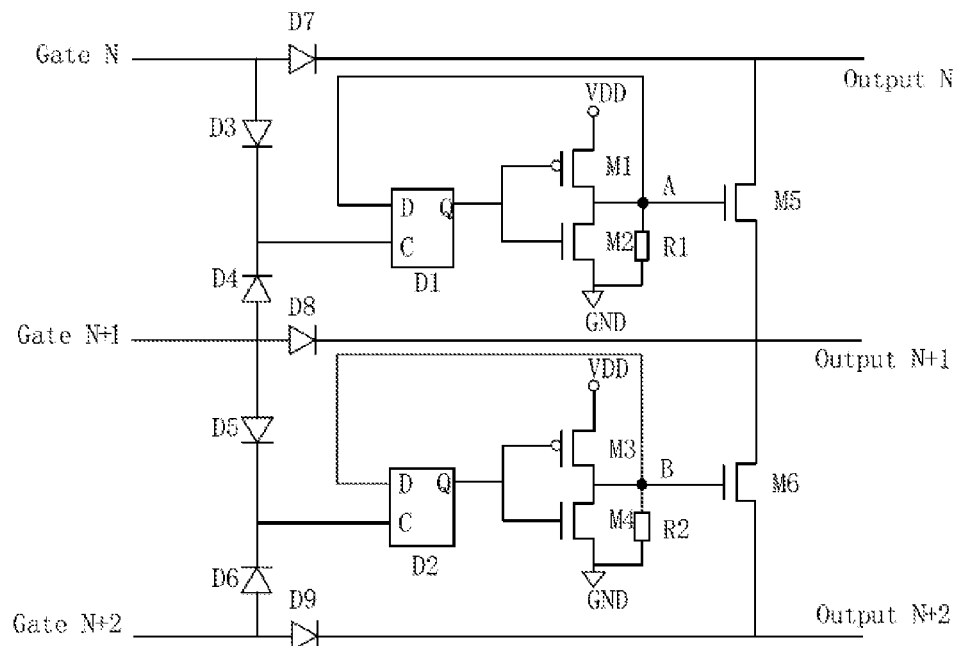 D7
Gate N
Output N
VDD
D3
M1
A
M5
D
Q
C
M2
R1
D4
D1
D8
GND
Gate N+1
Output N+1
VDD
D5
M3
B
M6
D
Q
C
M4
R2
D6
D2
D9
GND
Gate N+2
Output N+2